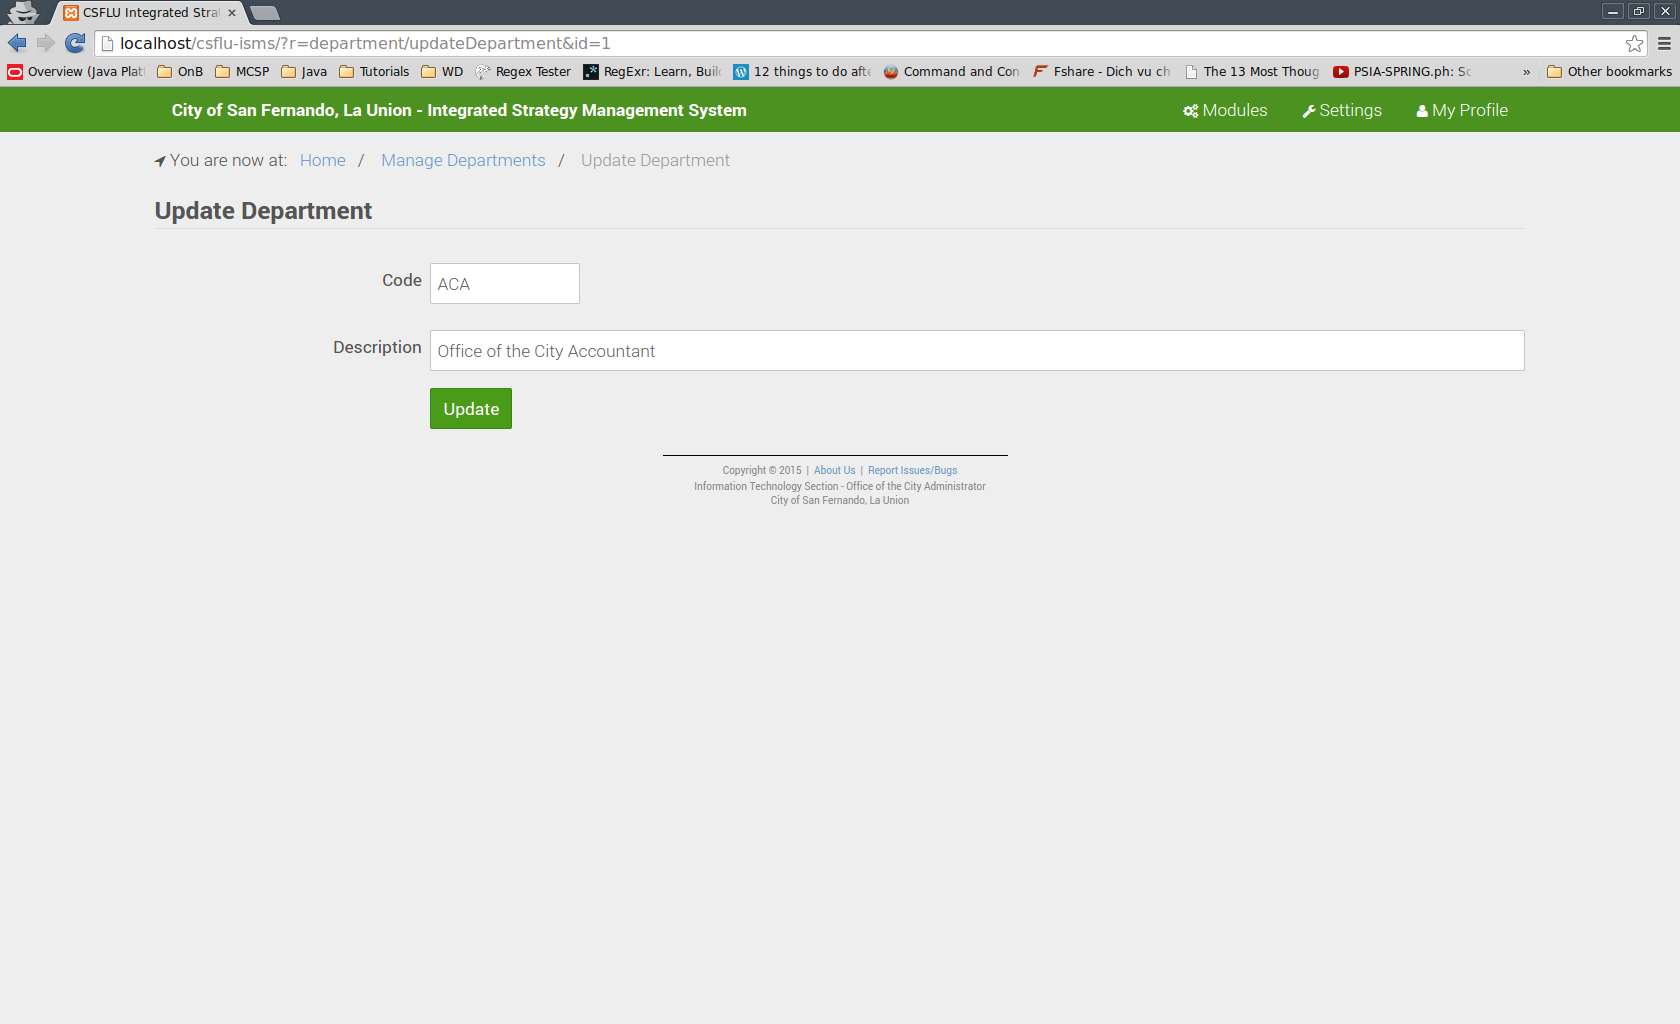 CSFLU Integrated Stra
localhost/csflu-isms/?r=department/updateDepartment&id=1
Overview (Java Plat OnB MCSP Java Tutorials WD Regex Tester RegExr: Learn, Buil 12 things to do afte Command and Con Fshare - Dich vu ch The 13 Most Thoug PSIA-SPRING.ph: Sc » Other bookmarks
City of San Fernando, La Union - Integrated Strategy Management System Modules Settings My Profile
You are now at: Home / Manage Departments / Update Department
Update Department
Code ACA
Description Office of the City Accountant
Update
Copyright © 2015 | About Us | Report Issues/Bugs
Information Technology Section - Office of the City Administrator
City of San Fernando, La Union